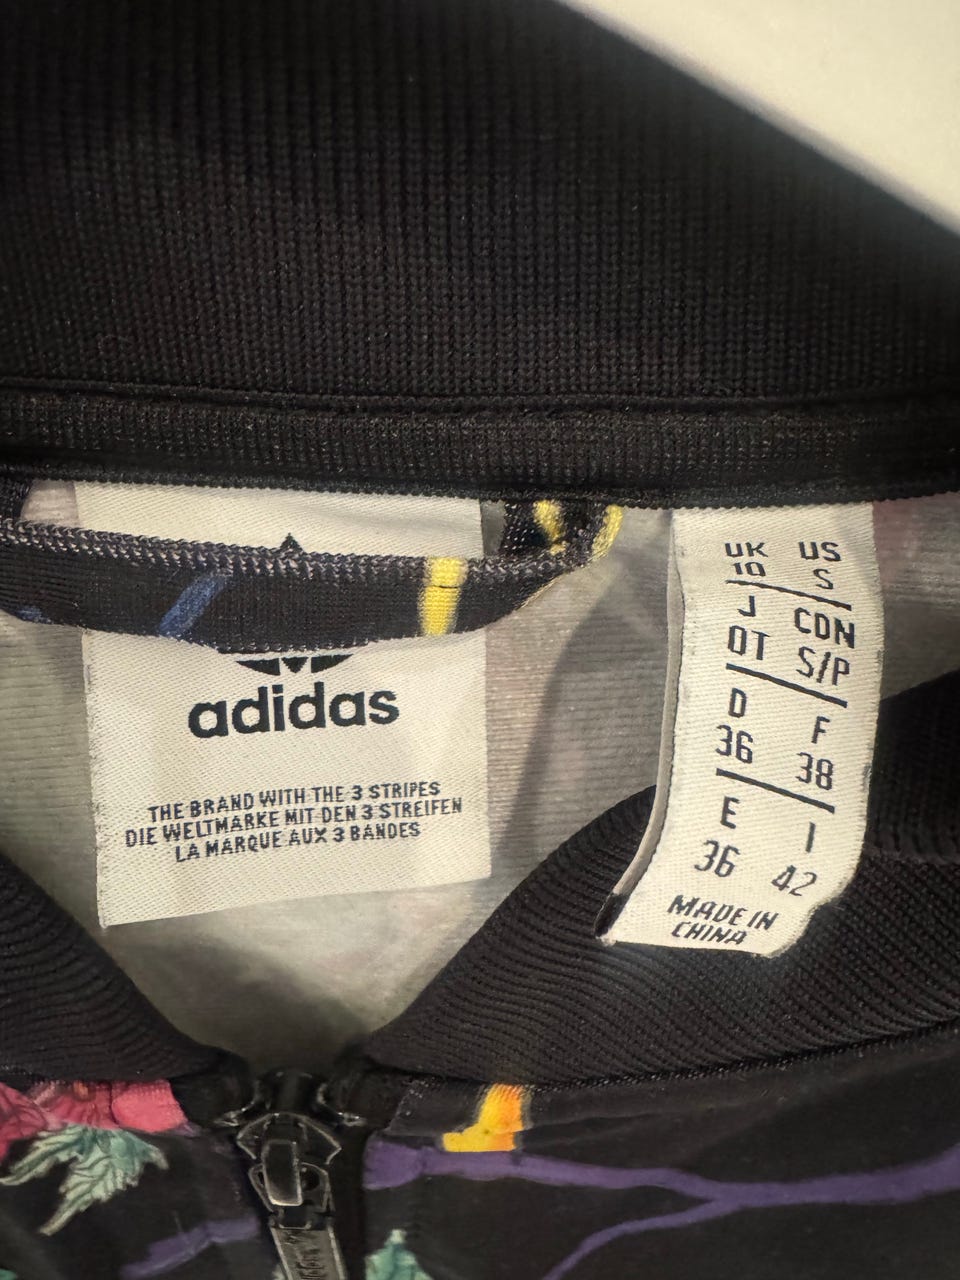 adidas
THE BRAND WITH THE 3 STRIPES
DIE WELTMARKE MIT DEN 3 STREIFEN
LA MARQUE AUX 3 BANDES
UK US
10 S
J CDN
OT S/P
D F
36 38
E I
36 42
MADE IN
CHINA